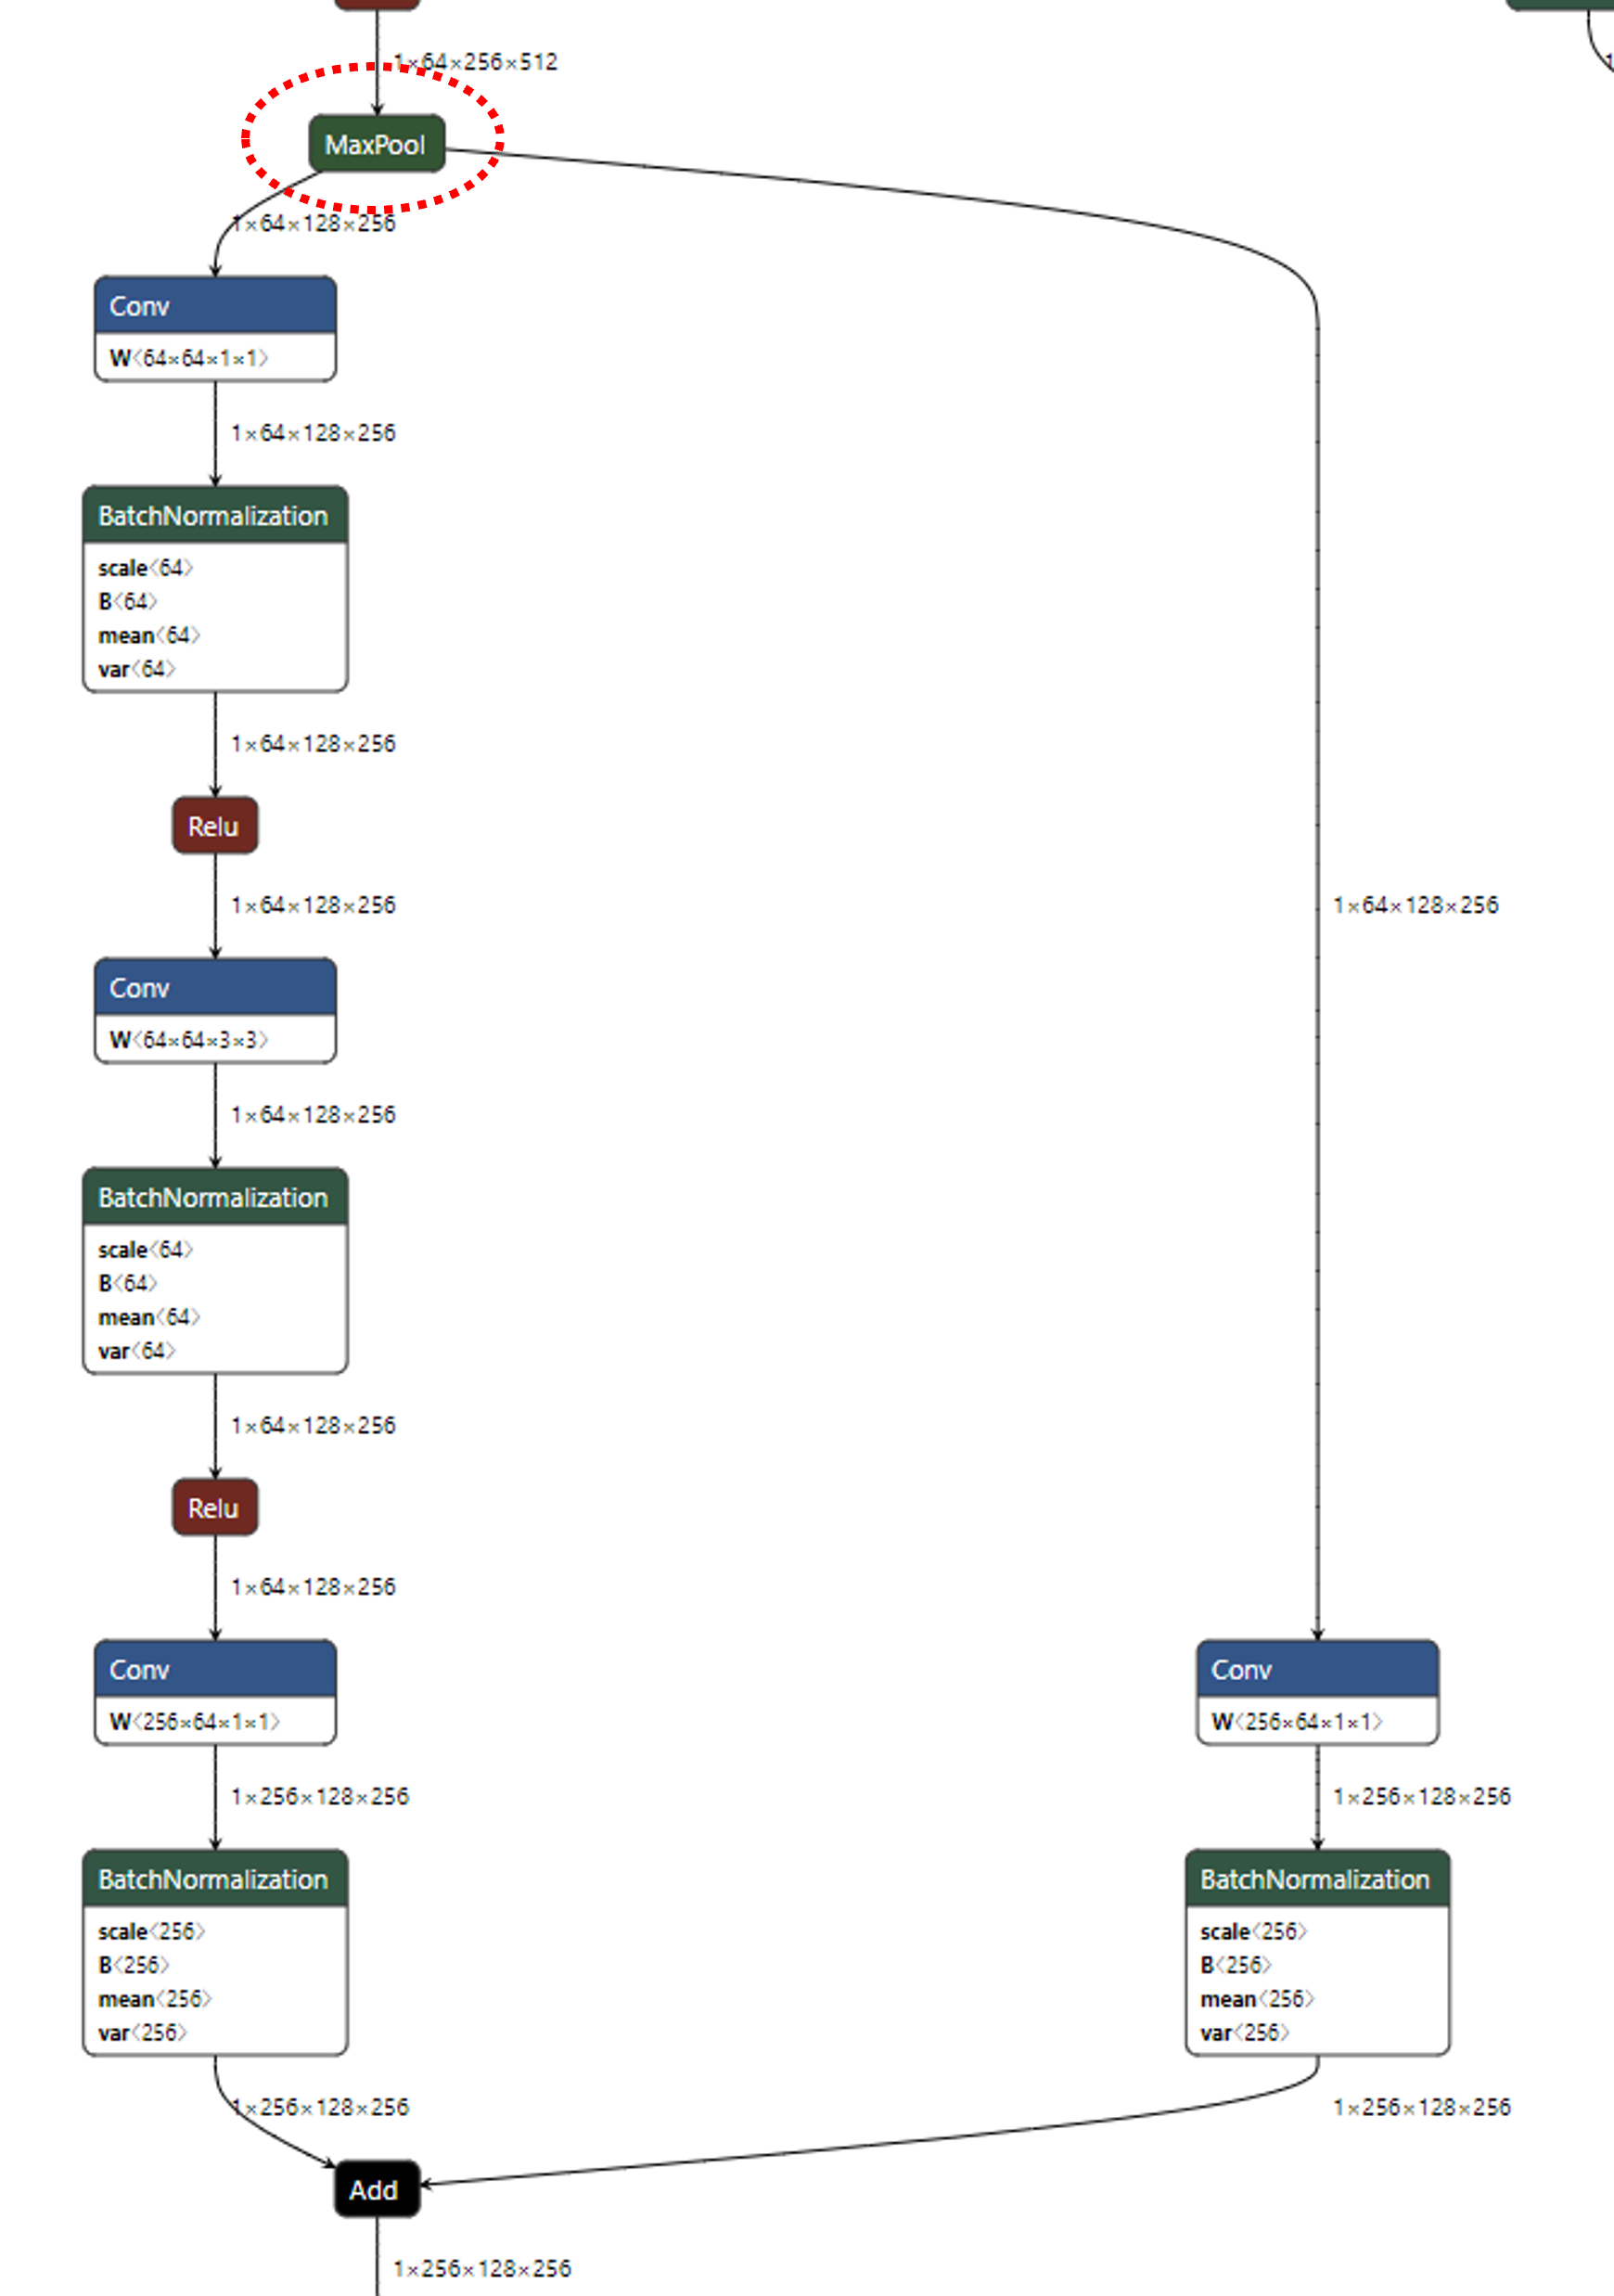 1×64×256×512
MaxPool
1×64×128×256
Conv
W⟨64×64×1×1⟩
1×64×128×256
BatchNormalization
scale⟨64⟩
B⟨64⟩
mean⟨64⟩
var⟨64⟩
1×64×128×256
Relu
1×64×128×256
1×64×128×256
Conv
W⟨64×64×3×3⟩
1×64×128×256
BatchNormalization
scale⟨64⟩
B⟨64⟩
mean⟨64⟩
var⟨64⟩
1×64×128×256
Relu
1×64×128×256
Conv
W⟨256×64×1×1⟩
1×256×128×256
BatchNormalization
scale⟨256⟩
B⟨256⟩
mean⟨256⟩
var⟨256⟩
1×256×128×256
Conv
W⟨256×64×1×1⟩
1×256×128×256
BatchNormalization
scale⟨256⟩
B⟨256⟩
mean⟨256⟩
var⟨256⟩
1×256×128×256
Add
1×256×128×256